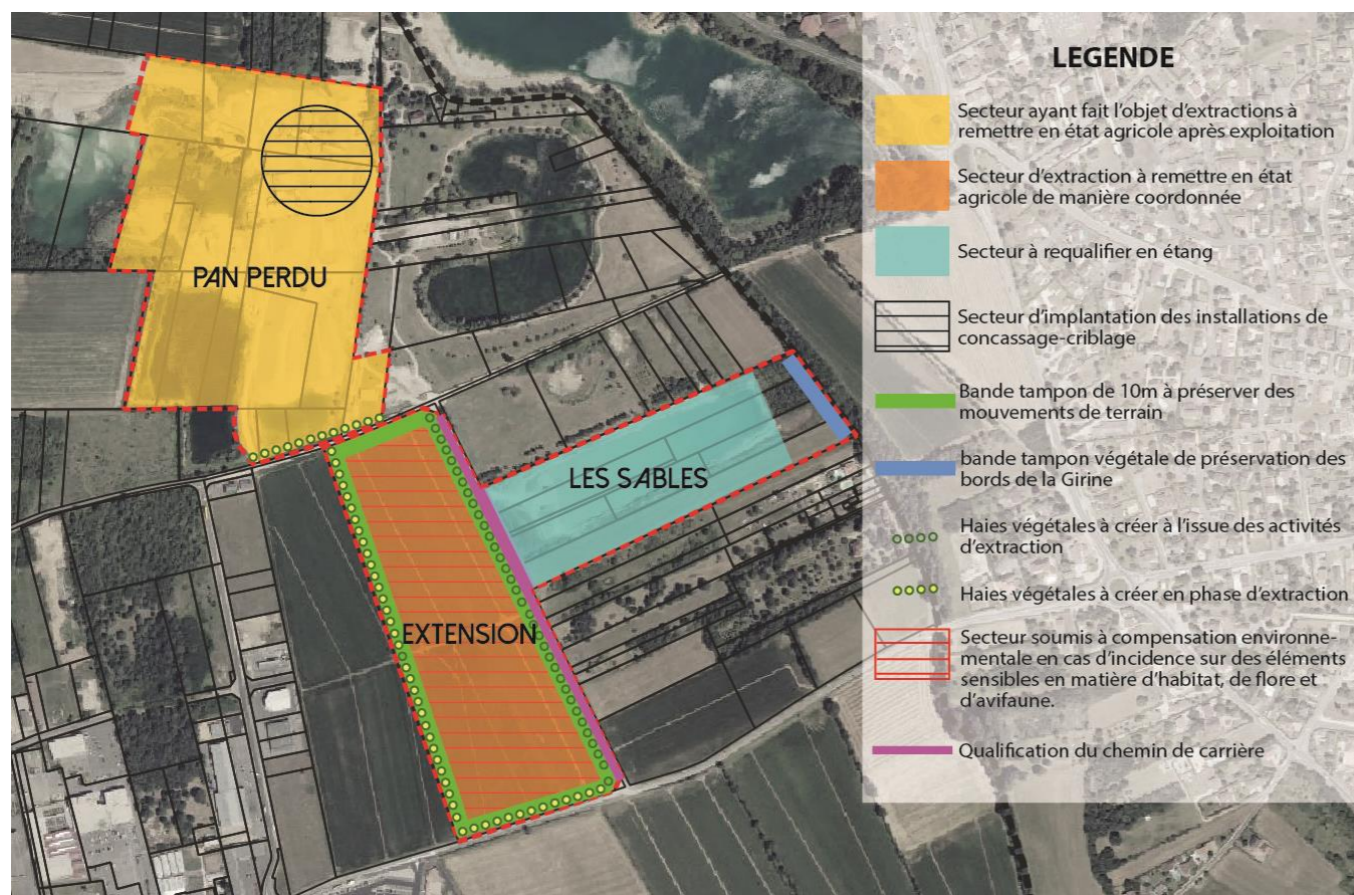 LEGENDE
Secteur ayant fait l'objet d'extractions à
remettre en état agricole après exploitation
Secteur d'extraction à remettre en état
agricole de manière coordonnée
Secteur à requalifier en étang
Secteur d'implantation des installations de
concassage-criblage
Bande tampon de 10m à préserver des
mouvements de terrain
bande tampon végétale de préservation des
bords de la Girine
Haies végétales à créer à l'issue des activités
d'extraction
Haies végétales à créer en phase d'extraction
Secteur soumis à compensation environne-
mentale en cas d'incidence sur des éléments
sensibles en matière d'habitat, de flore et
d'avifaune.
Qualification du chemin de carrière
PAN PERDU
LES SABLES
EXTENSION